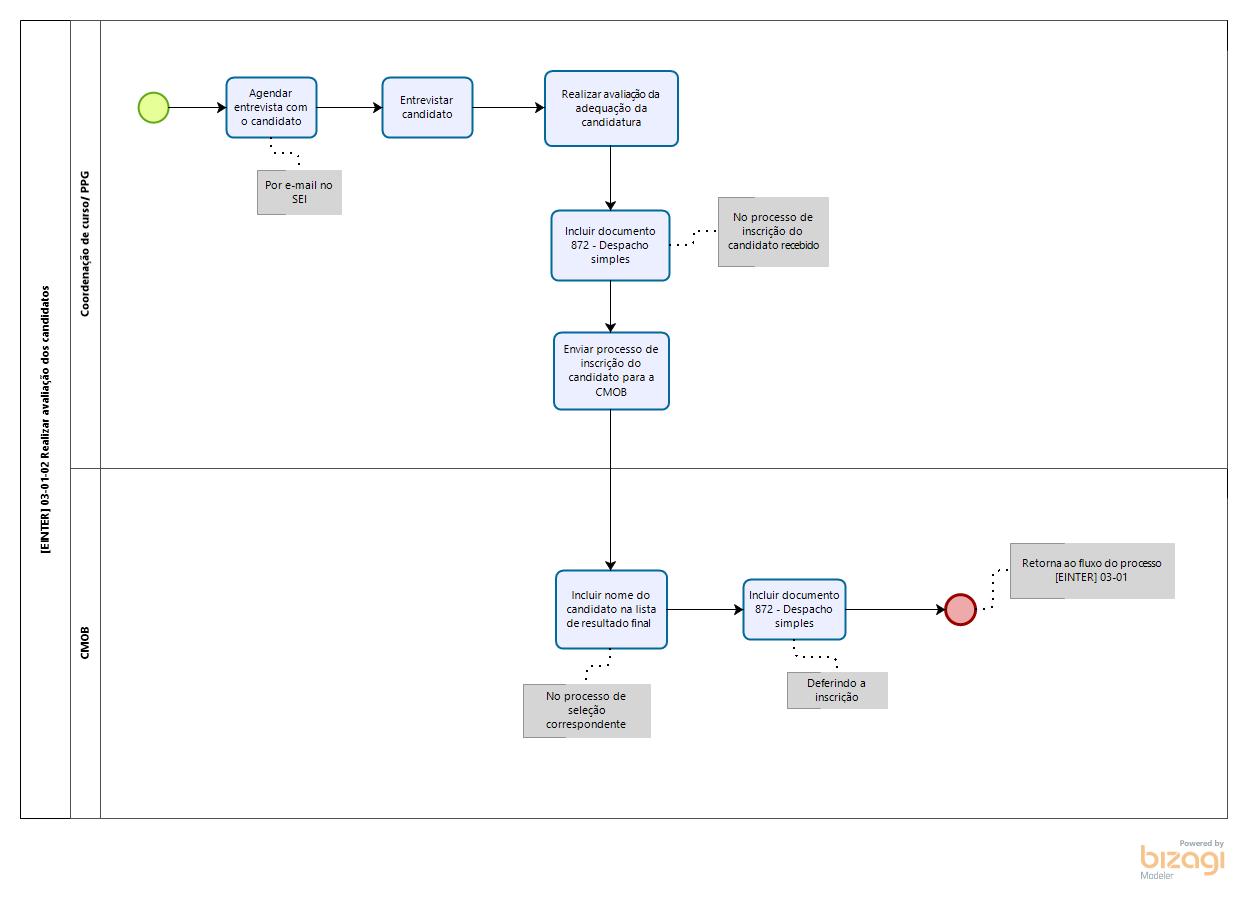 [EINTER] 03-01-02 Realizar avaliação dos candidatos
Coordenação de curso/ PPG
Agendar
entrevista com
o candidato
Entrevistar
candidato
Realizar avaliação da
adequação da
candidatura
Por e-mail no
SEI
Incluir documento
872 - Despacho
simples
No processo de
inscrição do
candidato recebido
Enviar processo de
inscrição do
candidato para a
CMOB
CMOB
Incluir nome do
candidato na lista
de resultado final
Incluir documento
872 - Despacho
simples
Retorna ao fluxo do processo
[EINTER] 03-01
No processo de
seleção
correspondente
Deferindo a
inscrição
Powered by
bizagi
Modeler